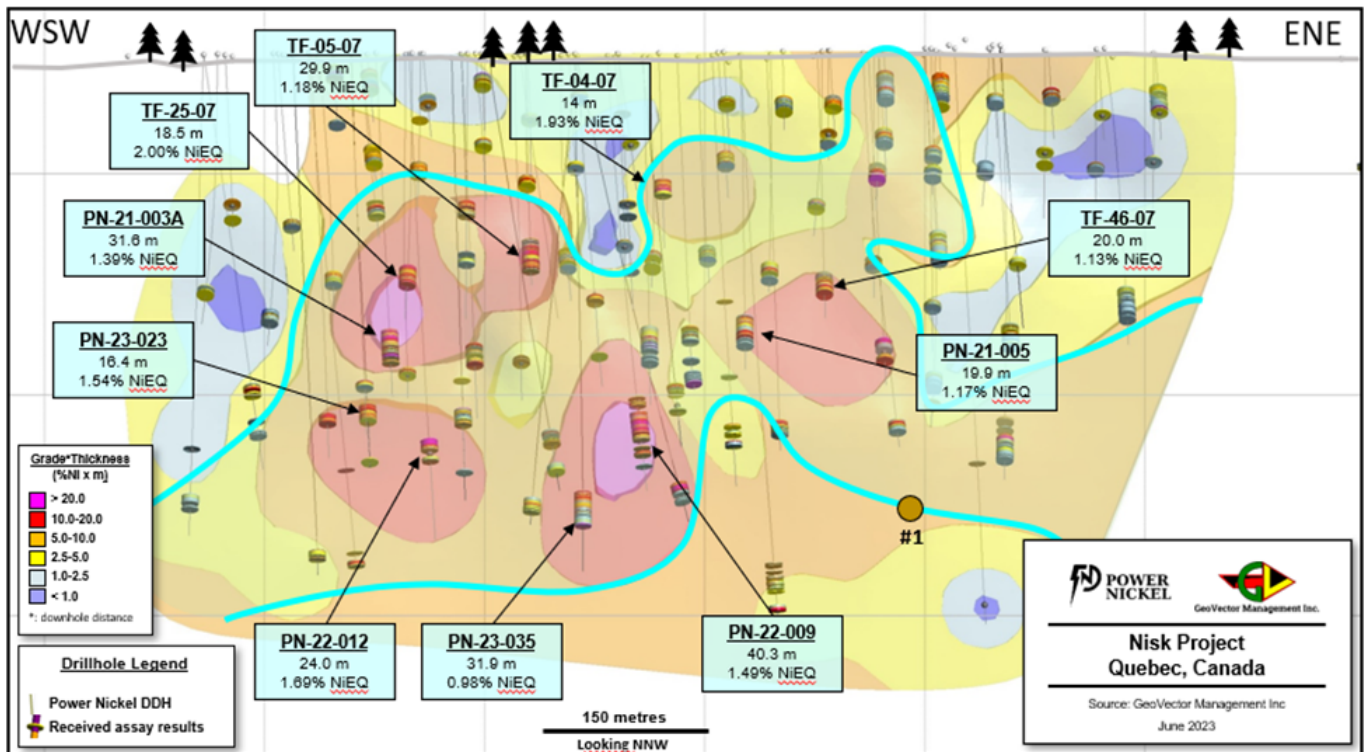 WSW
ENE
TF-05-07
29.9 m
1.18% NiEQ
TF-04-07
14 m
1.93% NiEQ
TF-25-07
18.5 m
2.00% NiEQ
PN-21-003A
31.6 m
1.39% NiEQ
TF-46-07
20.0 m
1.13% NiEQ
PN-23-023
16.4 m
1.54% NiEQ
PN-21-005
19.9 m
1.17% NiEQ
Grade*Thickness
(%Ni x m)
> 20.0
10.0-20.0
5.0-10.0
2.5-5.0
1.0-2.5
< 1.0
*: downhole distance
#1
PN-22-012
24.0 m
1.69% NiEQ
PN-23-035
31.9 m
0.98% NiEQ
PN-22-009
40.3 m
1.49% NiEQ
Drillhole Legend
Power Nickel DDH
Received assay results
150 metres
Looking NNW
POWER
NICKEL
GeoVector Management Inc.
Nisk Project
Quebec, Canada
Source: GeoVector Management Inc
June 2023